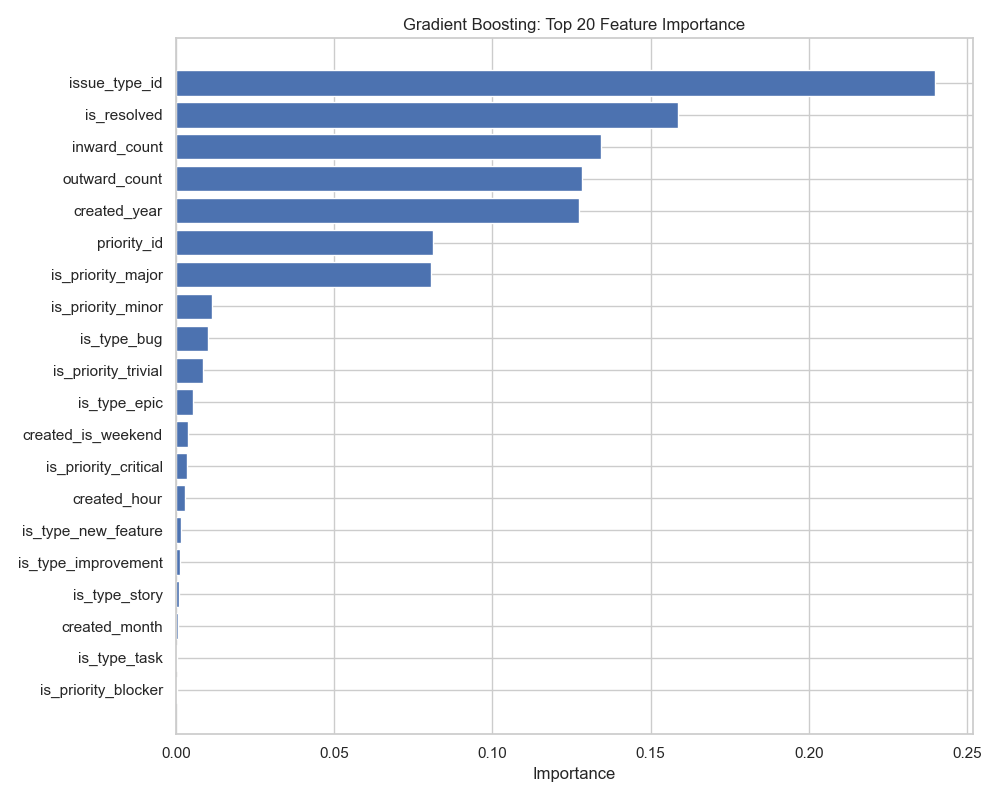 Gradient Boosting: Top 20 Feature Importance
issue_type_id
is_resolved
inward_count
outward_count
created_year
priority_id
is_priority_major
is_priority_minor
is_type_bug
is_priority_trivial
is_type_epic
created_is_weekend
is_priority_critical
created_hour
is_type_new_feature
is_type_improvement
is_type_story
created_month
is_type_task
is_priority_blocker
0.00 0.05 0.10 0.15 0.20 0.25
Importance